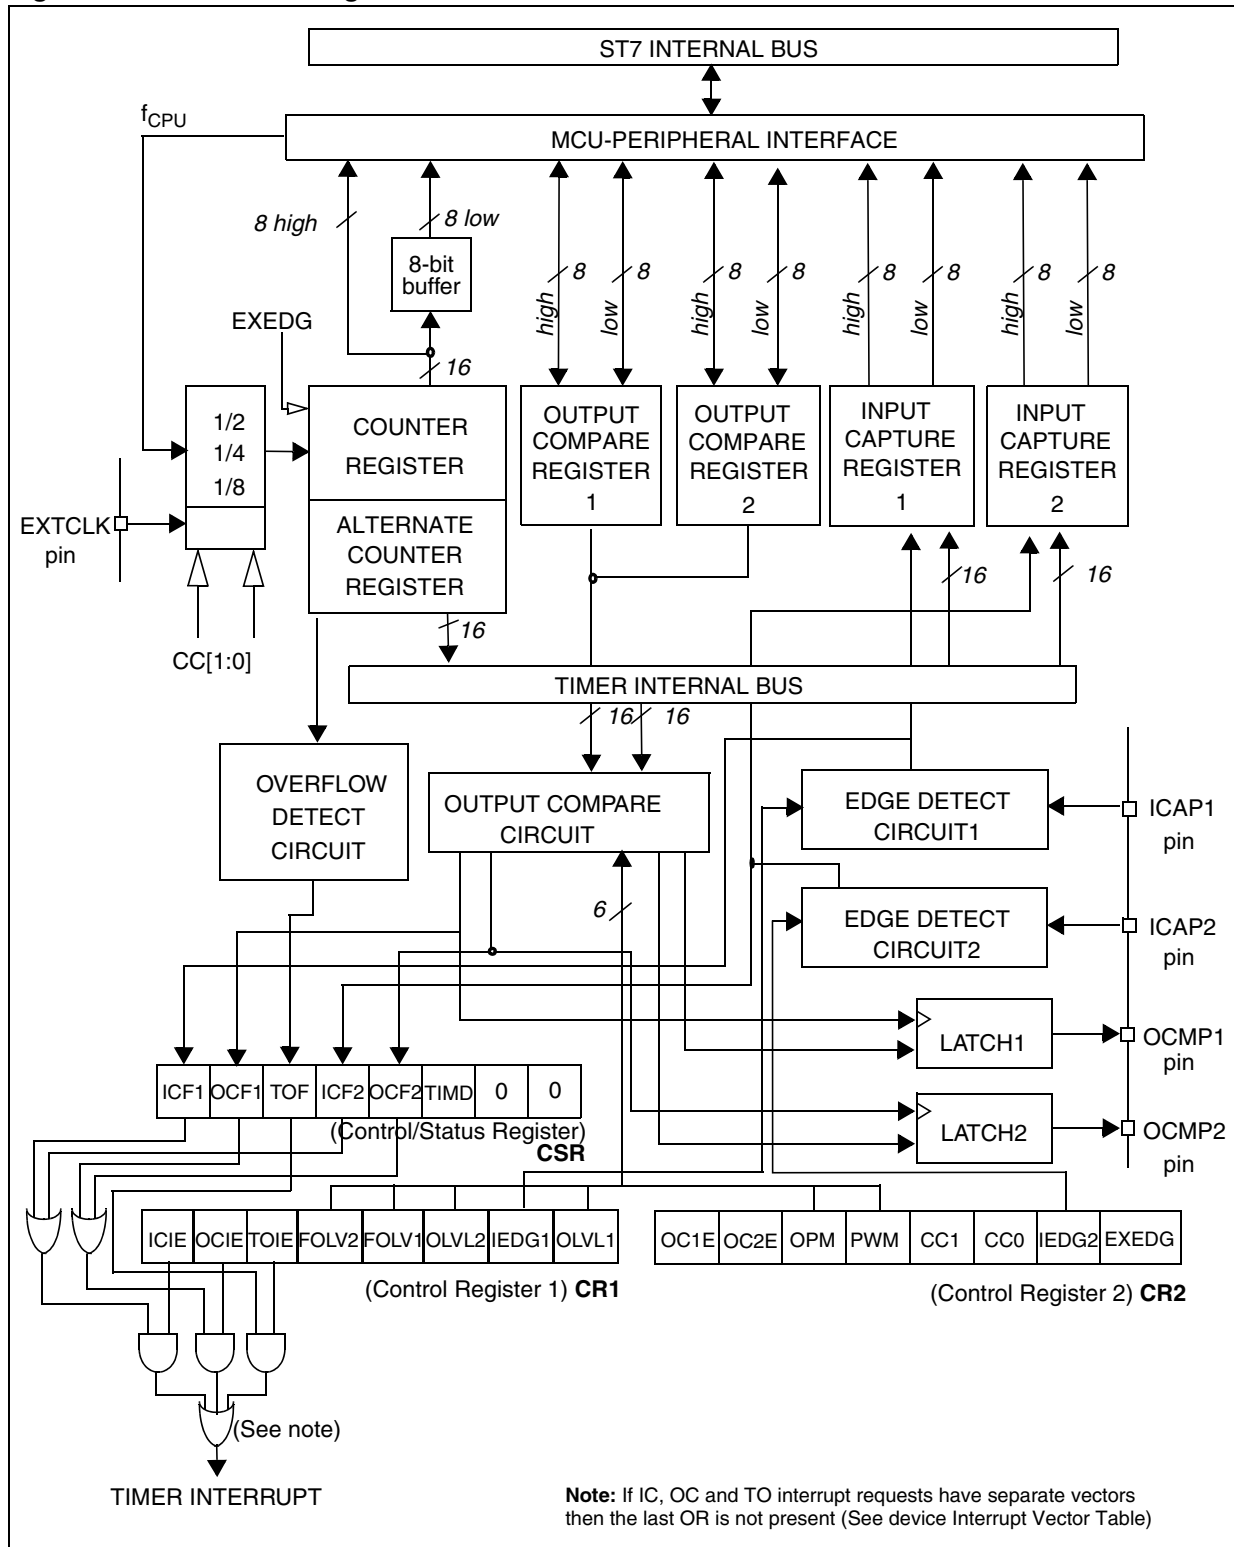 ST7 INTERNAL BUS
fCPU
MCU-PERIPHERAL INTERFACE
8 high
8 low
8-bit
buffer
8
8
8
8
8
8
8
8
high
low
high
low
high
low
high
low
EXEDG
16
1/2
1/4
1/8
COUNTER
REGISTER
OUTPUT
COMPARE
REGISTER
1
OUTPUT
COMPARE
REGISTER
2
INPUT
CAPTURE
REGISTER
1
INPUT
CAPTURE
REGISTER
2
EXTCLK
pin
ALTERNATE
COUNTER
REGISTER
16
16
16
CC[1:0]
TIMER INTERNAL BUS
16
16
OVERFLOW
DETECT
CIRCUIT
OUTPUT COMPARE
CIRCUIT
EDGE DETECT
CIRCUIT1
ICAP1
pin
6
EDGE DETECT
CIRCUIT2
ICAP2
pin
LATCH1
OCMP1
pin
ICF1 OCF1 TOF ICF2 OCF2 TIMD 0 0
(Control/Status Register)
CSR
LATCH2
OCMP2
pin
ICIE OCIE TOIE FOLV2 FOLV1 OLVL2 IEDG1 OLVL1
OC1E OC2E OPM PWM CC1 CC0 IEDG2 EXEDG
(Control Register 1) CR1
(Control Register 2) CR2
(See note)
TIMER INTERRUPT
Note: If IC, OC and TO interrupt requests have separate vectors
then the last OR is not present (See device Interrupt Vector Table)